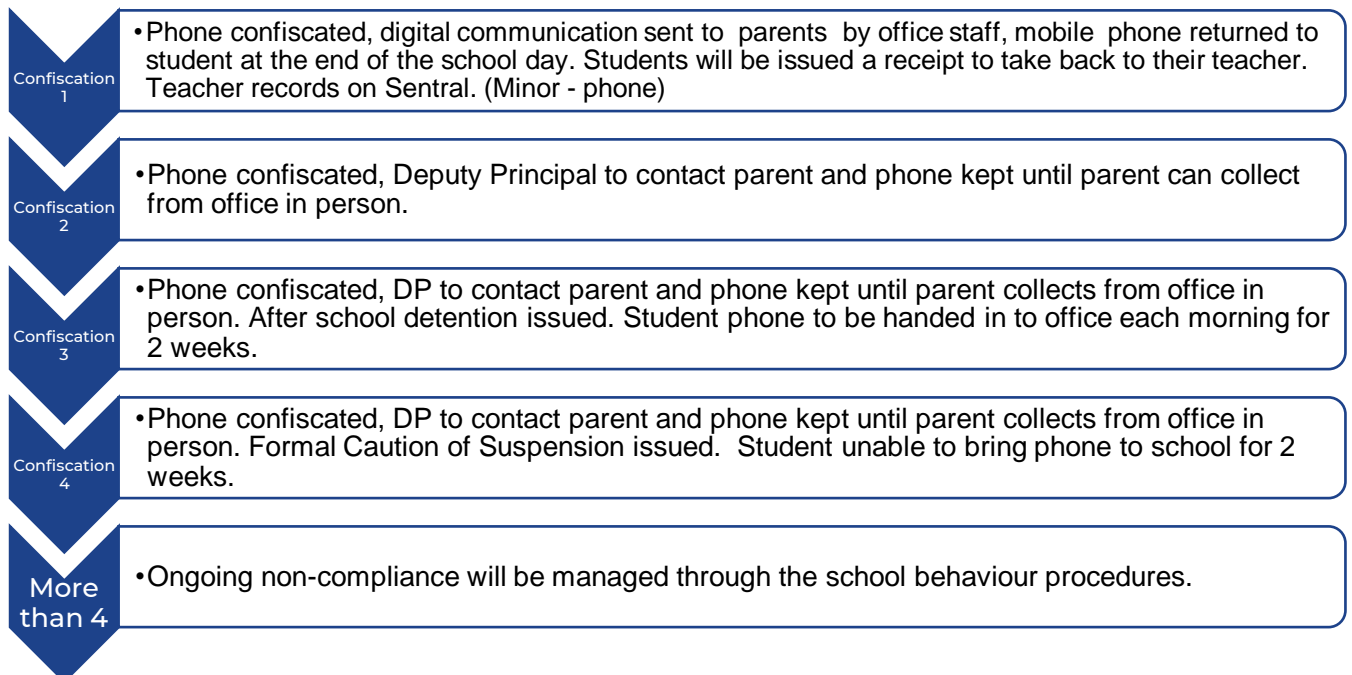 Confiscation
1
•Phone confiscated, digital communication sent to parents by office staff, mobile phone returned to
student at the end of the school day. Students will be issued a receipt to take back to their teacher.
Teacher records on Sentral. (Minor - phone)
Confiscation
2
•Phone confiscated, Deputy Principal to contact parent and phone kept until parent can collect
from office in person.
Confiscation
3
•Phone confiscated, DP to contact parent and phone kept until parent collects from office in
person. After school detention issued. Student phone to be handed in to office each morning for
2 weeks.
Confiscation
4
•Phone confiscated, DP to contact parent and phone kept until parent collects from office in
person. Formal Caution of Suspension issued. Student unable to bring phone to school for 2
weeks.
More
than 4
•Ongoing non-compliance will be managed through the school behaviour procedures.